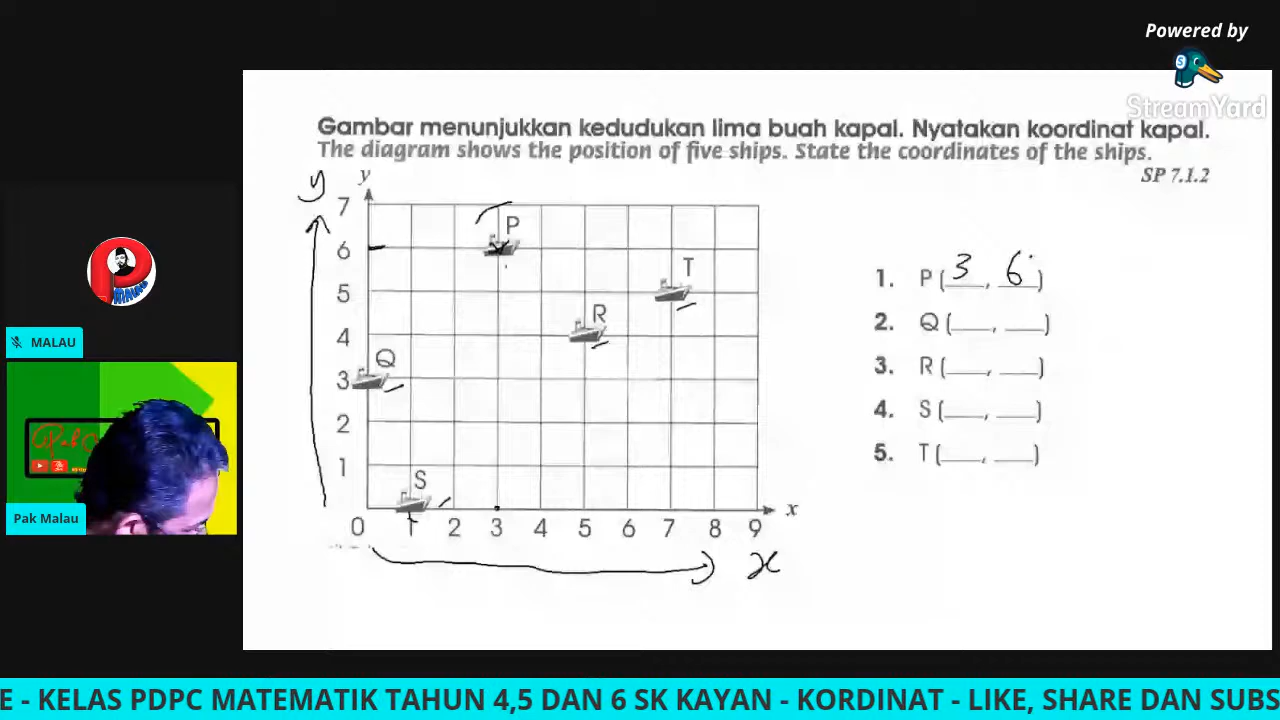 Powered by
StreamYard
Gambar menunjukkan kedudukan lima buah kapal. Nyatakan koordinat kapal.
The diagram shows the position of five ships. State the coordinates of the ships.
SP 7.1.2
y
y
7
6
5
4
3
2
1
P
T
R
Q
S
0 1 2 3 4 5 6 7 8 9 x
x
1. P (3, 6)
2. Q (___, ___)
3. R (___, ___)
4. S (___, ___)
5. T (___, ___)
P
MALAU
MALAU
Pak Malau
E - KELAS PDPC MATEMATIK TAHUN 4,5 DAN 6 SK KAYAN - KORDINAT - LIKE, SHARE DAN SUBS